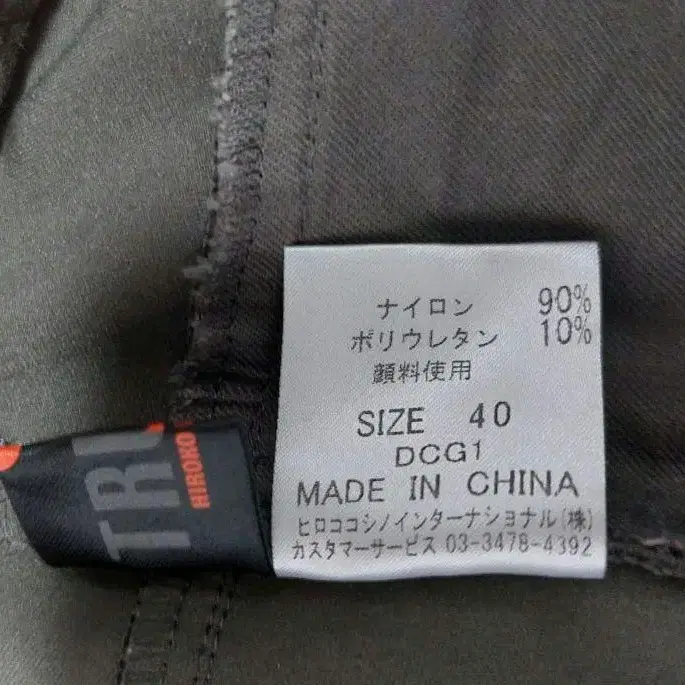 ナイロン 90%
ポリウレタン 10%
顔料使用
SIZE 40
DCG1
MADE IN CHINA
ヒロココシノインターナショナル(株)
カスタマーサービス 03-3478-4392
TRU
HIROKO